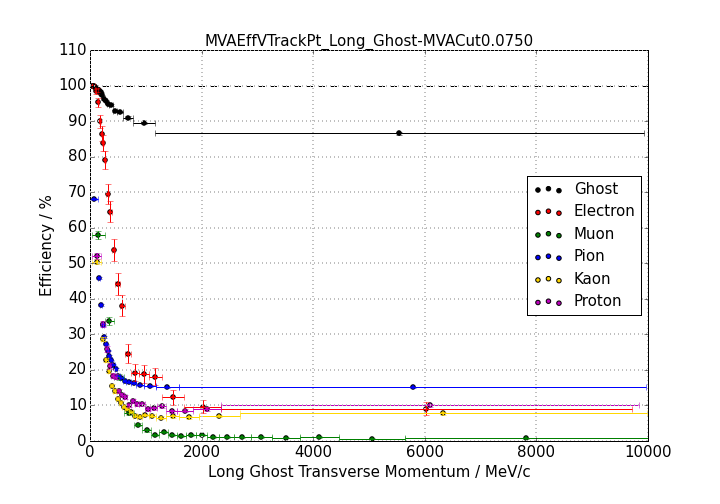 MVAEffVTrackPt_Long_Ghost-MVACut0.0750
110
100
90
80
70
60
50
40
30
20
10
0
Efficiency / %
Ghost
Electron
Muon
Pion
Kaon
Proton
0 2000 4000 6000 8000 10000
Long Ghost Transverse Momentum / MeV/c